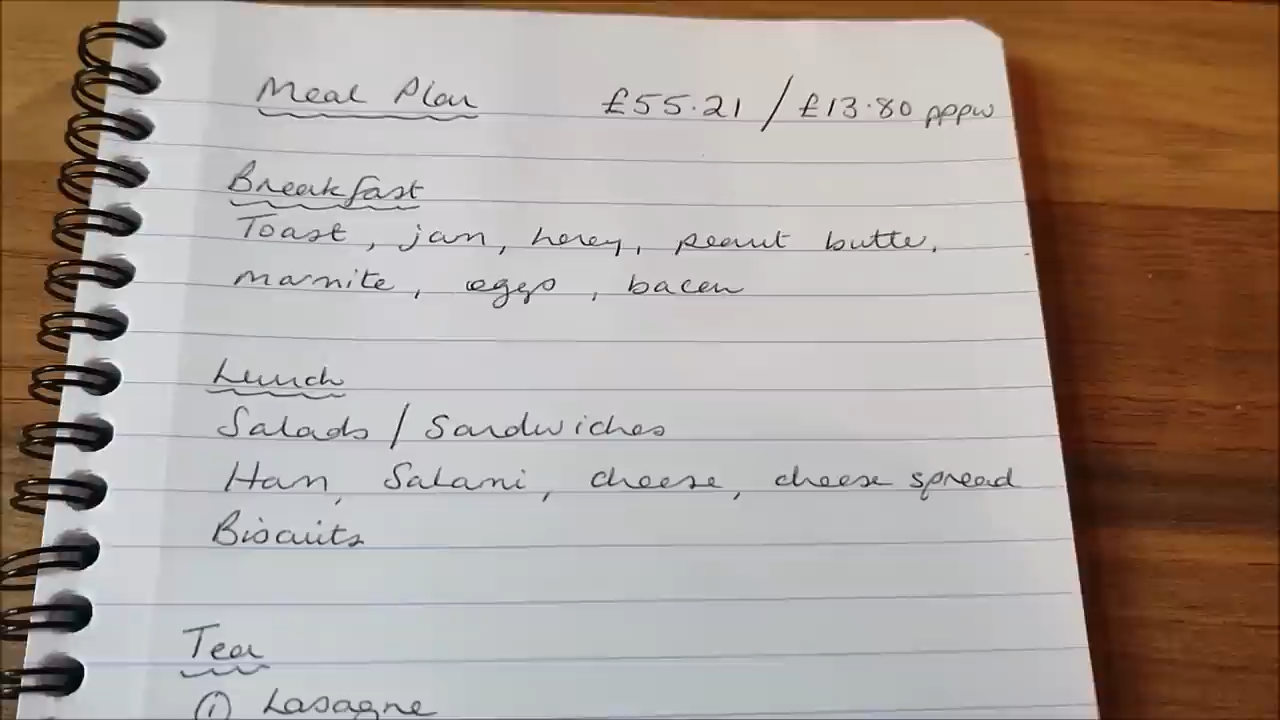 Meal Plan £55.21 / £13.80 pppw
Breakfast
Toast, jam, honey, peanut butter,
marmite, eggs, bacon
Lunch
Salads / Sandwiches
Ham, Salami, cheese, cheese spread
Biscuits
Tea
① Lasagne